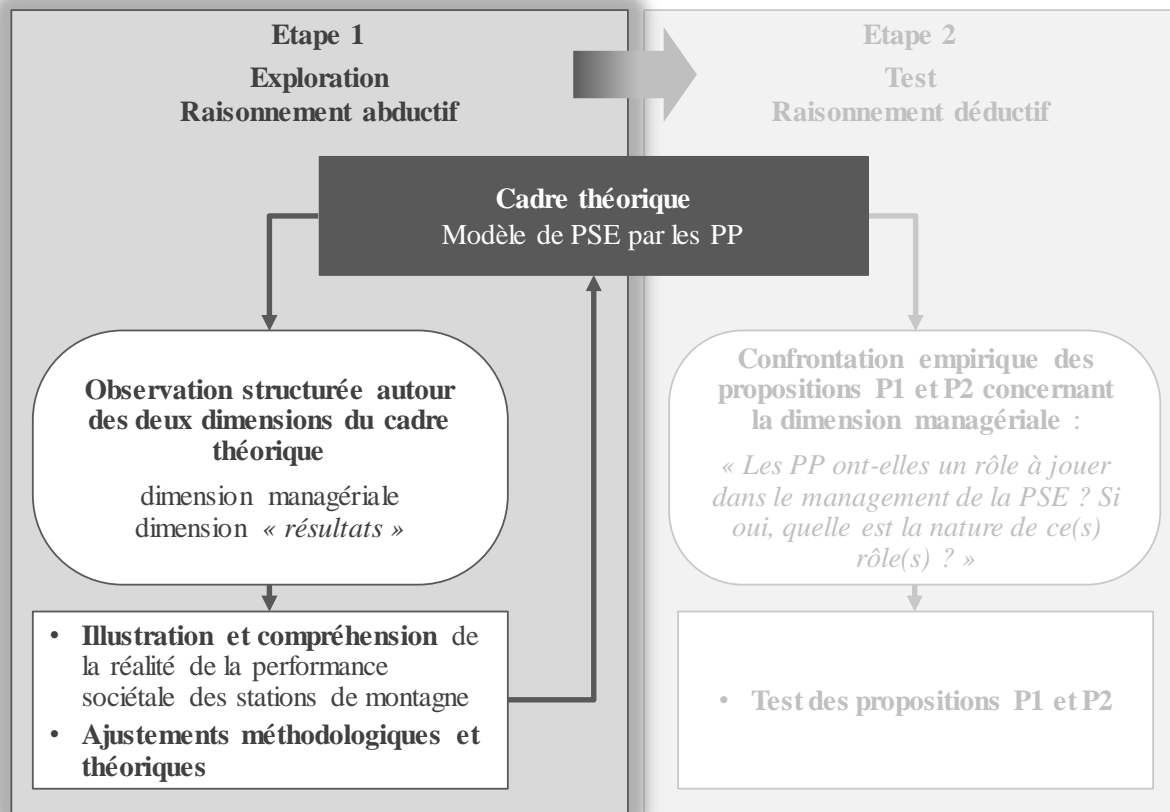 Etape 1
Exploration
Raisonnement abductif
Etape 2
Test
Raisonnement déductif
Cadre théorique
Modèle de PSE par les PP
Observation structurée autour
des deux dimensions du cadre
théorique
dimension managériale
dimension « résultats »
Confrontation empirique des
propositions P1 et P2 concernant
la dimension managériale :
« Les PP ont-elles un rôle à jouer
dans le management de la PSE ? Si
oui, quelle est la nature de ce(s)
rôle(s) ? »
• Illustration et compréhension de
la réalité de la performance
sociétale des stations de montagne
• Ajustements méthodologiques et
théoriques
• Test des propositions P1 et P2